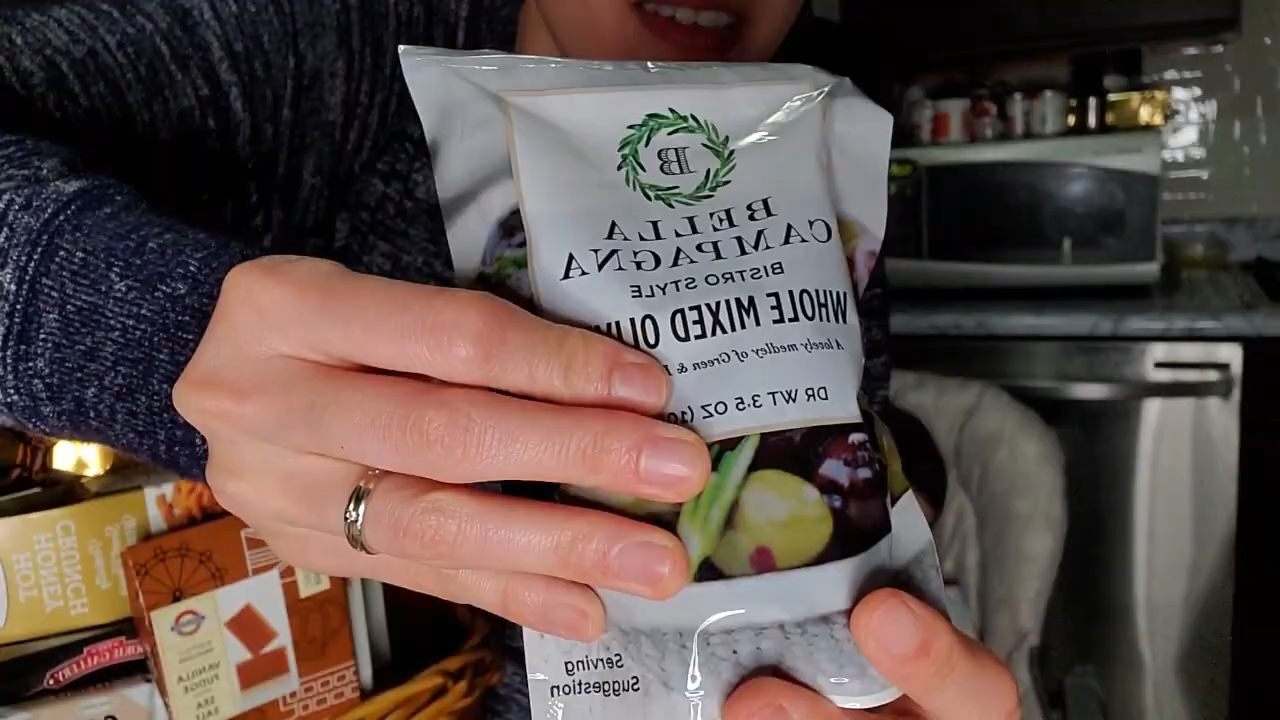 B
BELLA
CAMPAGNA
BISTRO STYLE
WHOLE MIXED
A lovely medley of Green &
DR WT 3.5 OZ
Serving
Suggestion
HOT
HONEY
CRUNCH
VANILLA
FUDGE
SEA
SALT